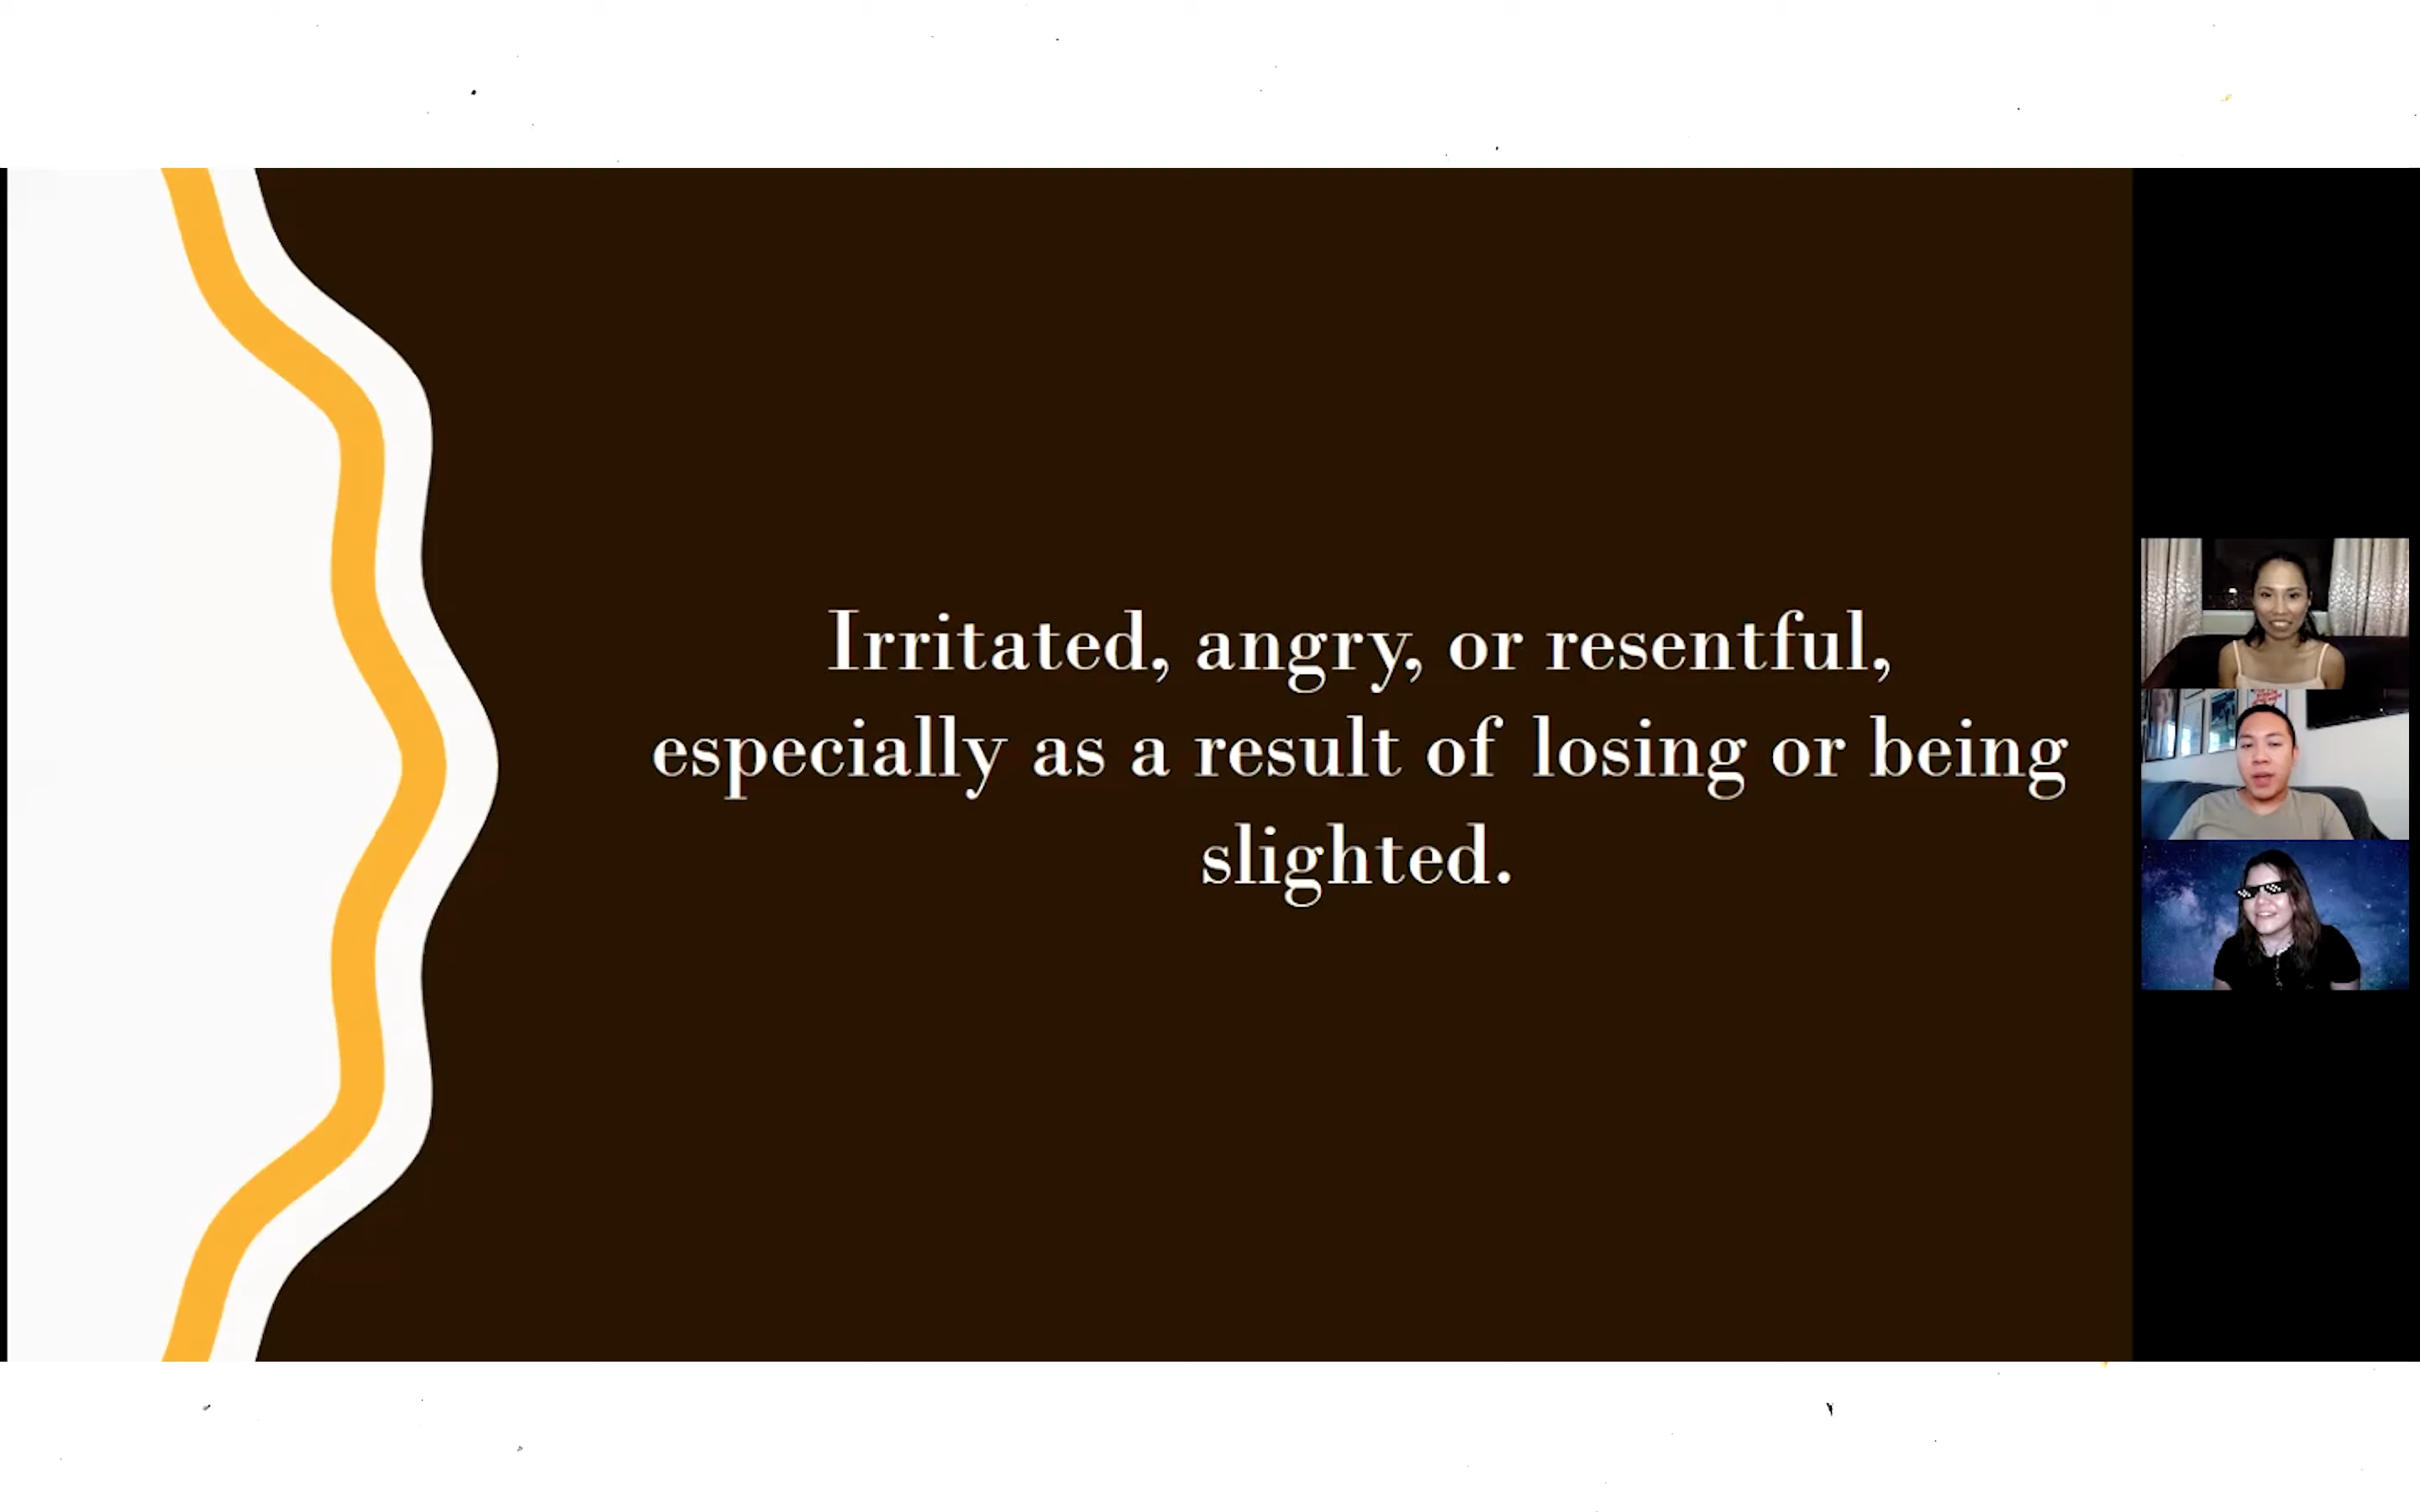 Irritated, angry, or resentful,
especially as a result of losing or being
slighted.